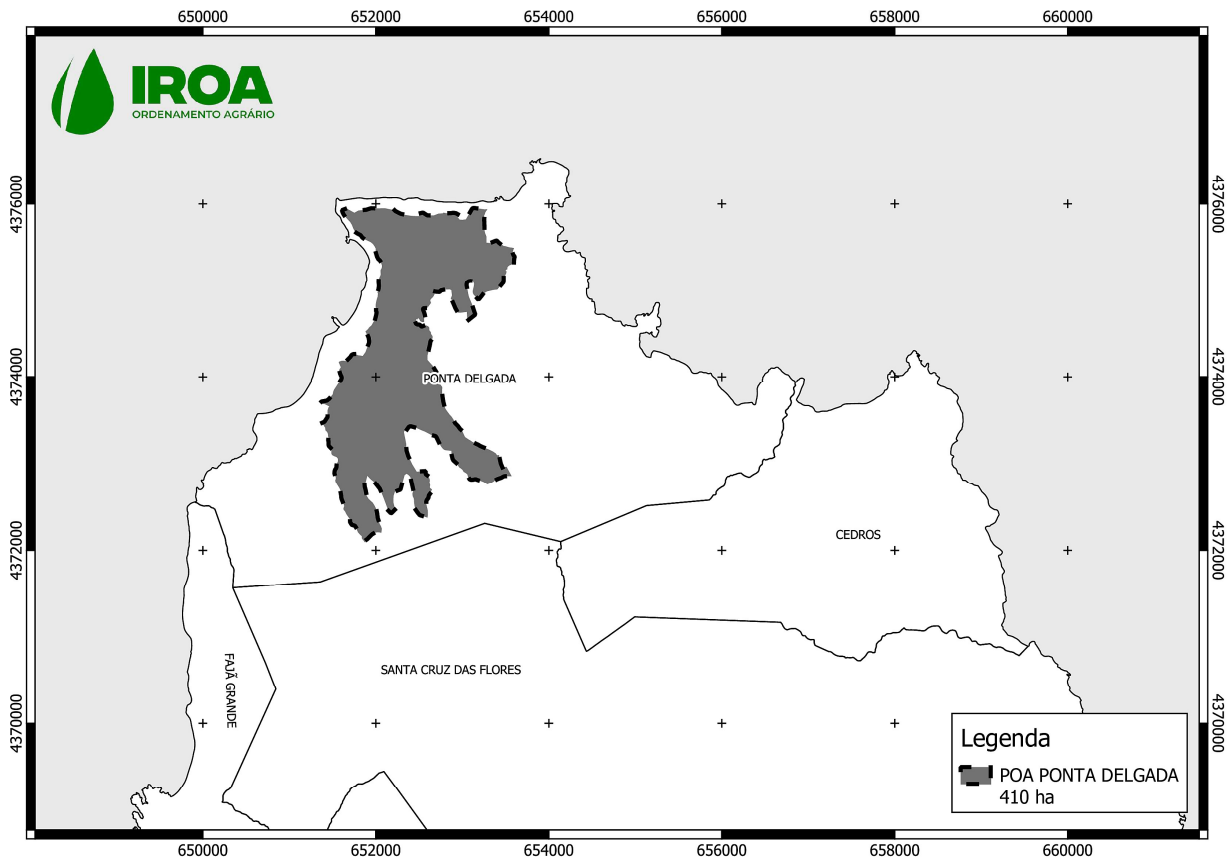 650000 652000 654000 656000 658000 660000
IROA
ORDENAMENTO AGRÁRIO
4376000 4376000
4374000 4374000
PONTA DELGADA
4372000 4372000
CEDROS
FAJÃ GRANDE
SANTA CRUZ DAS FLORES
4370000 4370000
Legenda
POA PONTA DELGADA
410 ha
650000 652000 654000 656000 658000 660000